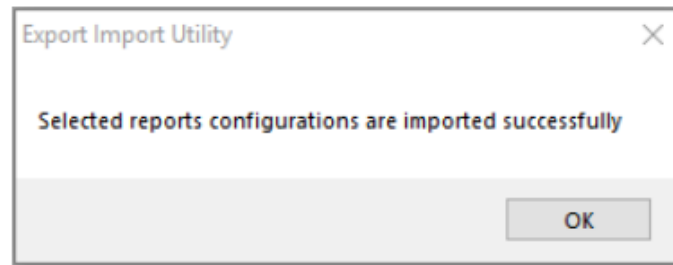 Export Import Utility
Selected reports configurations are imported successfully
OK